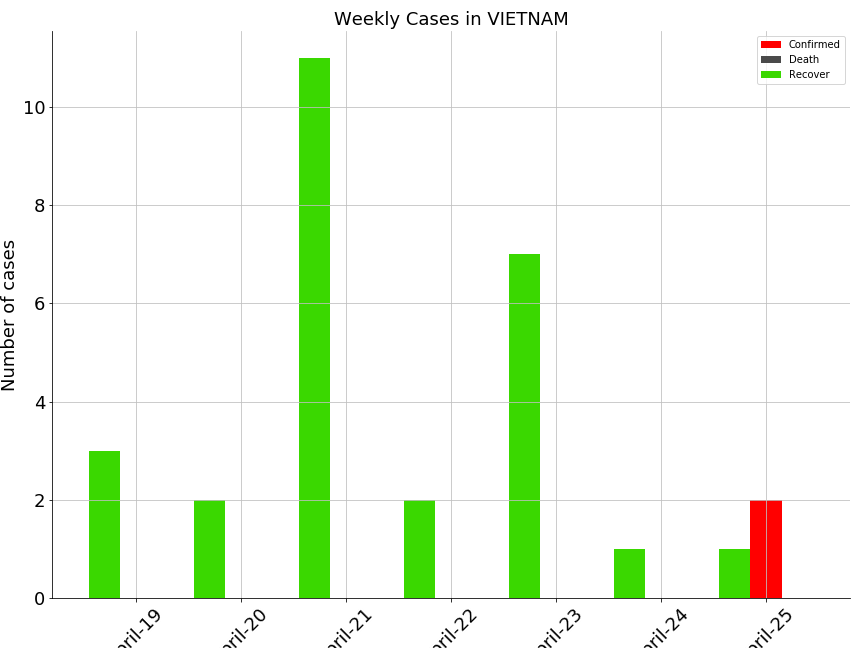 Weekly Cases in VIETNAM
Confirmed
Death
Recover
Number of cases
10
8
6
4
2
0
pril-19
pril-20
pril-21
pril-22
pril-23
pril-24
pril-25